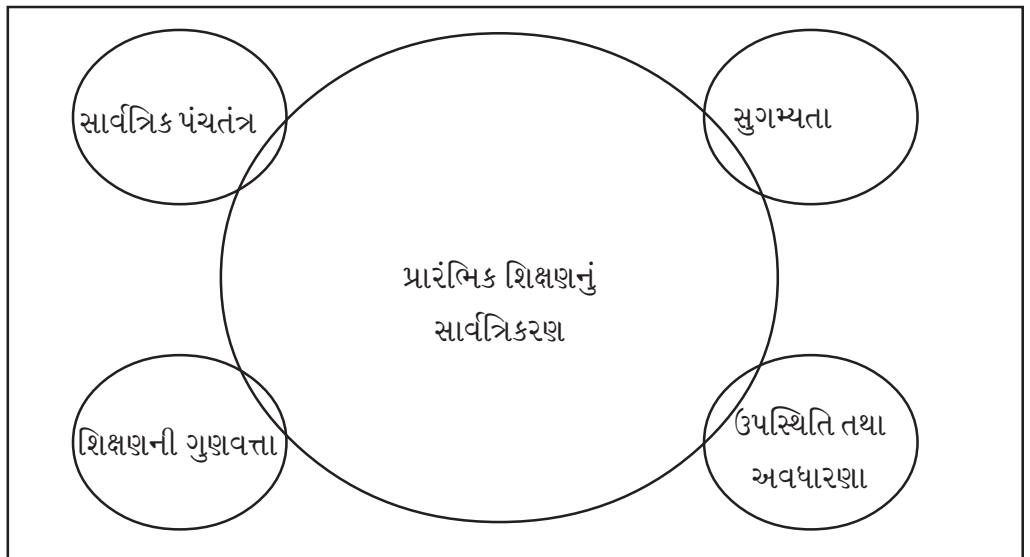 સાર્વત્રિક પંચતંત્ર
સુગમ્યતા
પ્રારંભિક શિક્ષણનું
સાર્વત્રિકરણ
શિક્ષણની ગુણવત્તા
ઉપસ્થિતિ તથા
અવધારણા